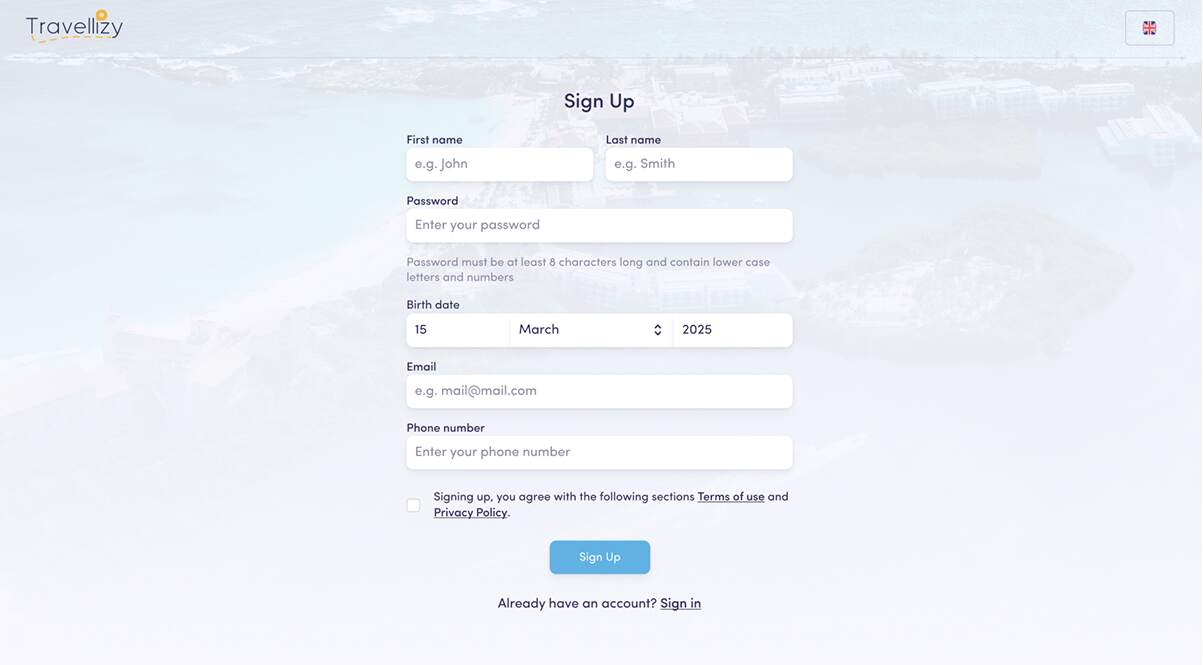 Travellizy
Sign Up
First name
Last name
e.g. John
e.g. Smith
Password
Enter your password
Password must be at least 8 characters long and contain lower case
letters and numbers
Birth date
15
March
2025
Email
e.g. mail@mail.com
Phone number
Enter your phone number
Signing up, you agree with the following sections Terms of use and
Privacy Policy.
Sign Up
Already have an account? Sign in